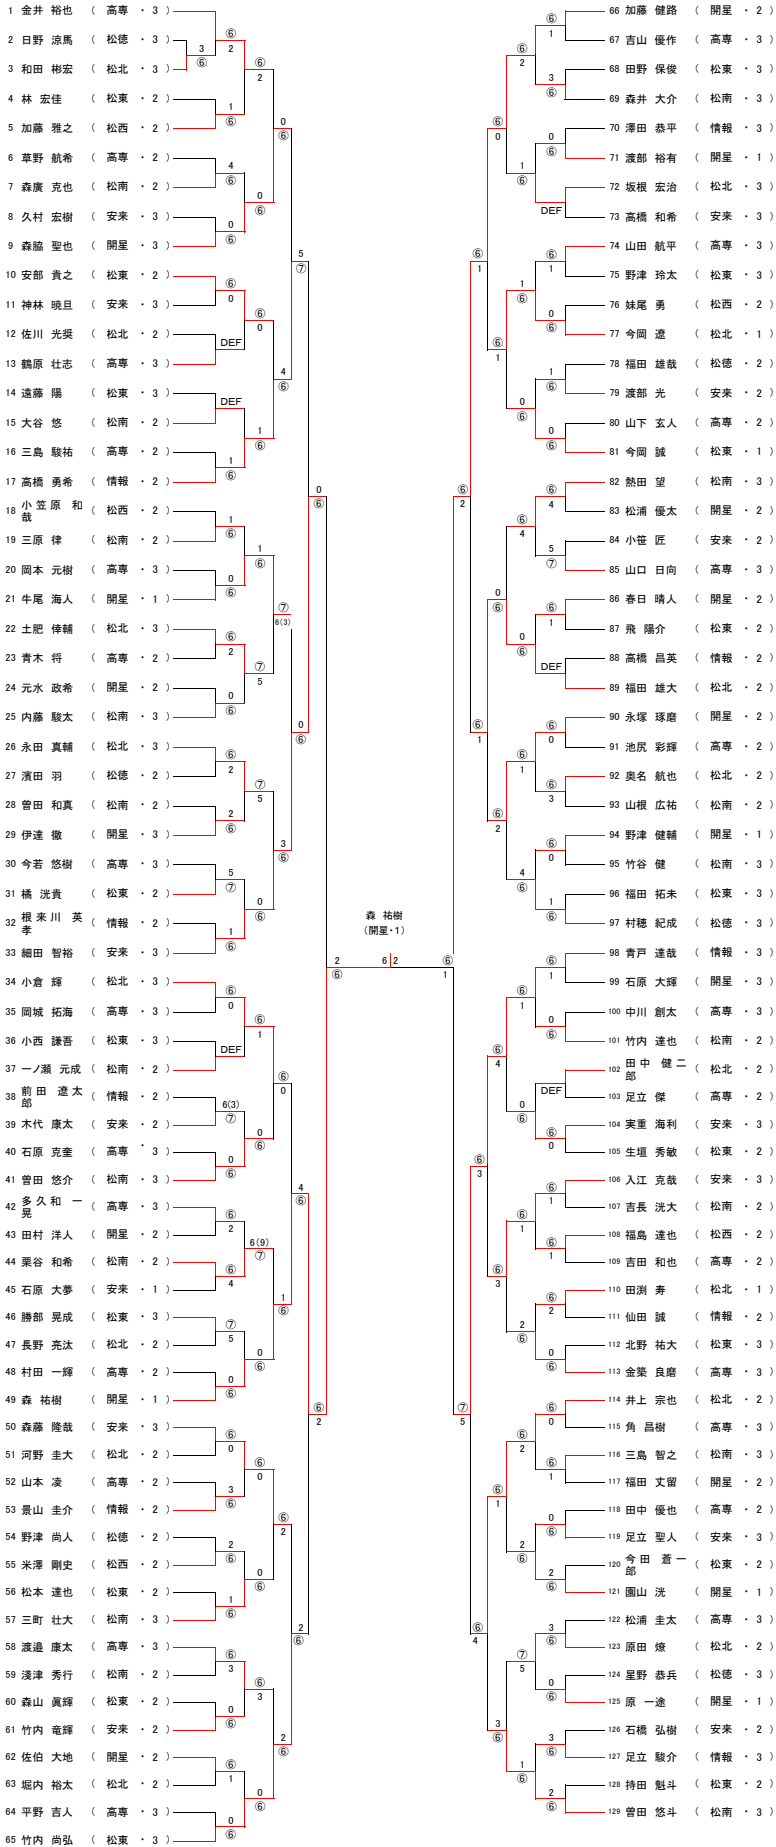 1 金井 裕也 （ 高専 ・ 3 ）
2 日野 涼馬 （ 松徳 ・ 3 ）
3 和田 彬宏 （ 松北 ・ 3 ）
4 林 宏佳 （ 松東 ・ 2 ）
5 加藤 雅之 （ 松西 ・ 2 ）
6 草野 航希 （ 高専 ・ 2 ）
7 森廣 克也 （ 松南 ・ 2 ）
8 久村 宏樹 （ 安来 ・ 3 ）
9 森脇 聖也 （ 開星 ・ 3 ）
10 安部 貴之 （ 松東 ・ 2 ）
11 神林 暁旦 （ 安来 ・ 3 ）
12 佐川 光奨 （ 松北 ・ 2 ）
13 鶴原 壮志 （ 高専 ・ 3 ）
14 遠藤 陽 （ 松東 ・ 3 ）
15 大谷 悠 （ 松南 ・ 2 ）
16 三島 駿祐 （ 高専 ・ 2 ）
17 高橋 勇希 （ 情報 ・ 2 ）
18 小笠原 和哉 （ 松西 ・ 2 ）
19 三原 律 （ 松南 ・ 2 ）
20 岡本 元樹 （ 高専 ・ 3 ）
21 牛尾 海人 （ 開星 ・ 1 ）
22 土肥 倖輔 （ 松北 ・ 3 ）
23 青木 将 （ 高専 ・ 2 ）
24 元水 政希 （ 開星 ・ 2 ）
25 内藤 駿太 （ 松南 ・ 3 ）
26 永田 真輔 （ 松北 ・ 3 ）
27 濱田 羽 （ 松徳 ・ 2 ）
28 曽田 和真 （ 松南 ・ 2 ）
29 伊達 徹 （ 開星 ・ 3 ）
30 今若 悠樹 （ 高専 ・ 3 ）
31 橘 洸貴 （ 松東 ・ 2 ）
32 根来川 英孝 （ 情報 ・ 2 ）
33 細田 智裕 （ 安来 ・ 3 ）
34 小倉 輝 （ 松北 ・ 3 ）
35 岡城 拓海 （ 高専 ・ 3 ）
36 小西 謙吾 （ 松東 ・ 3 ）
37 一ノ瀬 元成 （ 松南 ・ 2 ）
38 前田 遼太郎 （ 情報 ・ 2 ）
39 木代 康太 （ 安来 ・ 2 ）
40 石原 克奎 （ 高専 ・ 3 ）
41 曽田 悠介 （ 松南 ・ 3 ）
42 多久和 一晃 （ 高専 ・ 3 ）
43 田村 洋人 （ 開星 ・ 2 ）
44 栗谷 和希 （ 松南 ・ 2 ）
45 石原 大夢 （ 安来 ・ 1 ）
46 勝部 晃成 （ 松東 ・ 3 ）
47 長野 亮汰 （ 松北 ・ 2 ）
48 村田 一輝 （ 高専 ・ 2 ）
49 森 祐樹 （ 開星 ・ 1 ）
50 森藤 隆哉 （ 安来 ・ 3 ）
51 河野 圭大 （ 松北 ・ 2 ）
52 山本 凌 （ 高専 ・ 2 ）
53 景山 圭介 （ 情報 ・ 2 ）
54 野津 尚人 （ 松徳 ・ 2 ）
55 米澤 剛史 （ 松西 ・ 2 ）
56 松本 達也 （ 松東 ・ 2 ）
57 三町 壮大 （ 松南 ・ 3 ）
58 渡邉 康太 （ 高専 ・ 3 ）
59 淺津 秀行 （ 松南 ・ 2 ）
60 森山 眞輝 （ 松東 ・ 2 ）
61 竹内 竜輝 （ 安来 ・ 2 ）
62 佐伯 大地 （ 開星 ・ 2 ）
63 堀内 裕太 （ 松北 ・ 2 ）
64 平野 吉人 （ 高専 ・ 3 ）
65 竹内 尚弘 （ 松東 ・ 3 ）
森 祐樹
（開星・1）
6 2
66 加藤 健路 （ 開星 ・ 2 ）
67 吉山 優作 （ 高専 ・ 3 ）
68 田野 保俊 （ 松東 ・ 3 ）
69 森井 大介 （ 松南 ・ 3 ）
70 澤田 恭平 （ 情報 ・ 3 ）
71 渡部 裕有 （ 開星 ・ 1 ）
72 坂根 宏治 （ 松北 ・ 3 ）
73 高橋 和希 （ 安来 ・ 3 ）
74 山田 航平 （ 高専 ・ 3 ）
75 野津 玲太 （ 松東 ・ 3 ）
76 妹尾 勇 （ 松西 ・ 2 ）
77 今岡 遼 （ 松北 ・ 1 ）
78 福田 雄哉 （ 松徳 ・ 2 ）
79 渡部 光 （ 安来 ・ 2 ）
80 山下 玄人 （ 高専 ・ 2 ）
81 今岡 誠 （ 松東 ・ 1 ）
82 熱田 望 （ 松南 ・ 3 ）
83 松浦 優太 （ 開星 ・ 2 ）
84 小笹 匠 （ 安来 ・ 2 ）
85 山口 日向 （ 高専 ・ 3 ）
86 春日 晴人 （ 開星 ・ 2 ）
87 飛 陽介 （ 松東 ・ 2 ）
88 高橋 昌英 （ 情報 ・ 2 ）
89 福田 雄大 （ 松北 ・ 2 ）
90 永塚 琢磨 （ 開星 ・ 2 ）
91 池尻 彩輝 （ 高専 ・ 2 ）
92 奥名 航也 （ 松北 ・ 2 ）
93 山根 広祐 （ 松南 ・ 2 ）
94 野津 健輔 （ 開星 ・ 1 ）
95 竹谷 健 （ 松南 ・ 3 ）
96 福田 拓未 （ 松東 ・ 3 ）
97 村穂 紀成 （ 松徳 ・ 3 ）
98 青戸 達哉 （ 情報 ・ 3 ）
99 石原 大輝 （ 開星 ・ 3 ）
100 中川 創太 （ 高専 ・ 3 ）
101 竹内 達也 （ 松南 ・ 2 ）
102 田中 健二郎 （ 松北 ・ 2 ）
103 足立 傑 （ 高専 ・ 2 ）
104 実重 海利 （ 安来 ・ 3 ）
105 生垣 秀敏 （ 松東 ・ 2 ）
106 入江 克哉 （ 安来 ・ 3 ）
107 吉長 洸大 （ 松南 ・ 2 ）
108 福島 達也 （ 松西 ・ 2 ）
109 吉田 和也 （ 高専 ・ 2 ）
110 田渕 寿 （ 松北 ・ 1 ）
111 仙田 誠 （ 情報 ・ 2 ）
112 北野 祐大 （ 松東 ・ 3 ）
113 金築 良磨 （ 高専 ・ 3 ）
114 井上 宗也 （ 松北 ・ 2 ）
115 角 昌樹 （ 高専 ・ 3 ）
116 三島 智之 （ 松南 ・ 3 ）
117 福田 丈留 （ 開星 ・ 2 ）
118 田中 優也 （ 高専 ・ 2 ）
119 足立 聖人 （ 安来 ・ 3 ）
120 今田 蒼一郎 （ 松東 ・ 2 ）
121 園山 洸 （ 開星 ・ 1 ）
122 松浦 圭太 （ 高専 ・ 3 ）
123 原田 燎 （ 松北 ・ 2 ）
124 星野 恭兵 （ 松徳 ・ 3 ）
125 原 一途 （ 開星 ・ 1 ）
126 石橋 弘樹 （ 安来 ・ 2 ）
127 足立 駿介 （ 情報 ・ 3 ）
128 持田 魁斗 （ 松東 ・ 2 ）
129 曽田 悠斗 （ 松南 ・ 3 ）